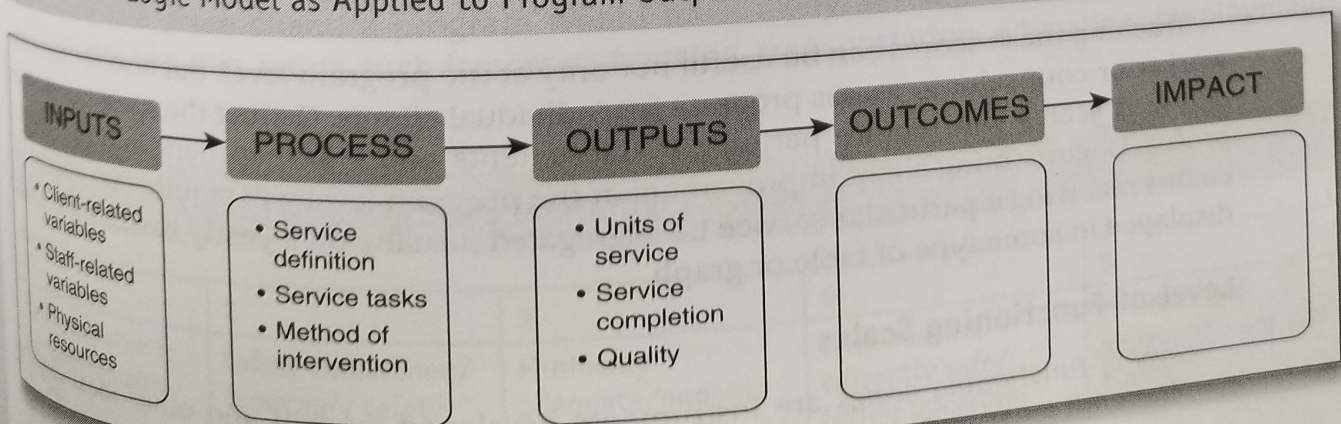 Logic Model as Applied to Program
INPUTS
• Client-related
variables
• Staff-related
variables
• Physical
resources
PROCESS
• Service
definition
• Service tasks
• Method of
intervention
OUTPUTS
• Units of
service
• Service
completion
• Quality
OUTCOMES
IMPACT